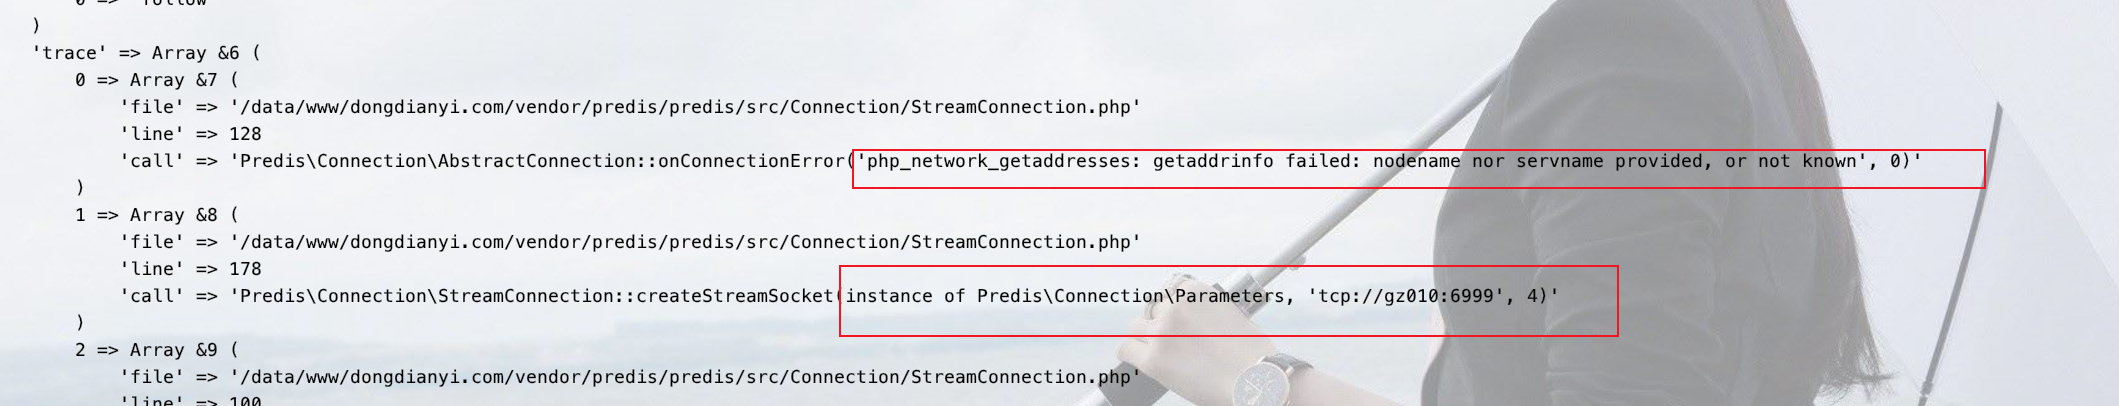 0 => 'follow'
)
'trace' => Array &6 (
0 => Array &7 (
'file' => '/data/www/dongdianyi.com/vendor/predis/predis/src/Connection/StreamConnection.php'
'line' => 128
'call' => 'Predis\Connection\AbstractConnection::onConnectionError('php_network_getaddresses: getaddrinfo failed: nodename nor servname provided, or not known', 0)'
)
1 => Array &8 (
'file' => '/data/www/dongdianyi.com/vendor/predis/predis/src/Connection/StreamConnection.php'
'line' => 178
'call' => 'Predis\Connection\StreamConnection::createStreamSocket(instance of Predis\Connection\Parameters, 'tcp://gz010:6999', 4)'
)
2 => Array &9 (
'file' => '/data/www/dongdianyi.com/vendor/predis/predis/src/Connection/StreamConnection.php'
'line' => 100